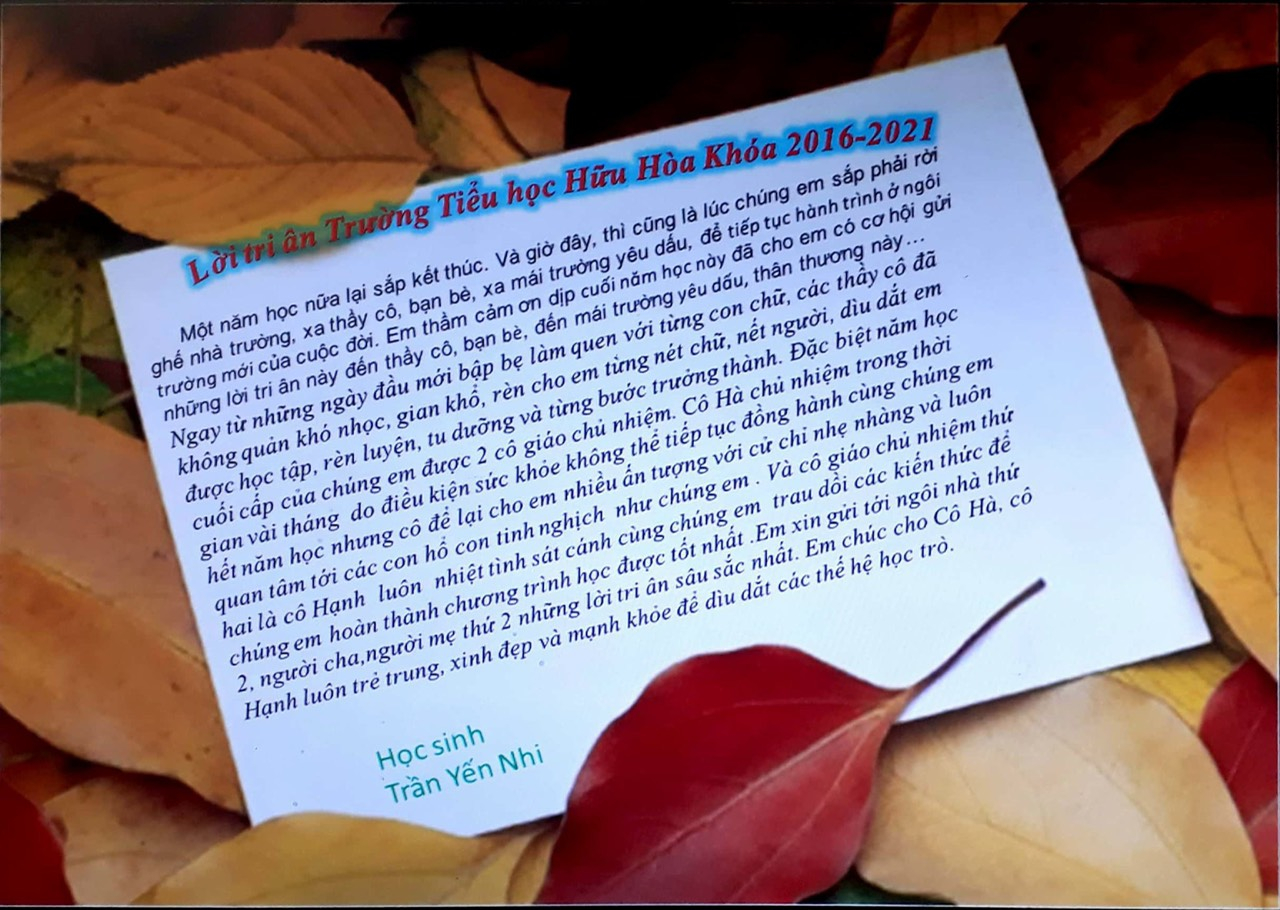 Lời tri ân Trường Tiểu học Hữu Hòa Khóa 2016-2021
Một năm học nữa lại sắp kết thúc. Và giờ đây, thì cũng là lúc chúng em sắp phải rời
ghế nhà trường, xa thầy cô, bạn bè, xa mái trường yêu dấu, để tiếp tục hành trình ở ngôi
trường mới của cuộc đời. Em thầm cảm ơn dịp cuối năm học này đã cho em có cơ hội gửi
những lời tri ân này đến thầy cô, bạn bè, đến mái trường yêu dấu, thân thương này…
Ngay từ những ngày đầu mới bập bẹ làm quen với từng con chữ, các thầy cô đã
không quản khó nhọc, gian khổ, rèn cho em từng nét chữ, nết người, dìu dắt em
được học tập, rèn luyện, tu dưỡng và từng bước trưởng thành. Đặc biệt năm học
cuối cấp của chúng em được 2 cô giáo chủ nhiệm. Cô Hà chủ nhiệm trong thời
gian vài tháng do điều kiện sức khỏe không thể tiếp tục đồng hành cùng chúng em
hết năm học nhưng cô để lại cho em nhiều ấn tượng với cử chỉ nhẹ nhàng và luôn
quan tâm tới các con hổ con tinh nghịch như chúng em . Và cô giáo chủ nhiệm thứ
hai là cô Hạnh luôn nhiệt tình sát cánh cùng chúng em trau dồi các kiến thức để
chúng em hoàn thành chương trình học được tốt nhất .Em xin gửi tới ngôi nhà thứ
2, người cha,người mẹ thứ 2 những lời tri ân sâu sắc nhất. Em chúc cho Cô Hà, cô
Hạnh luôn trẻ trung, xinh đẹp và mạnh khỏe để dìu dắt các thế hệ học trò.
Học sinh
Trần Yến Nhi